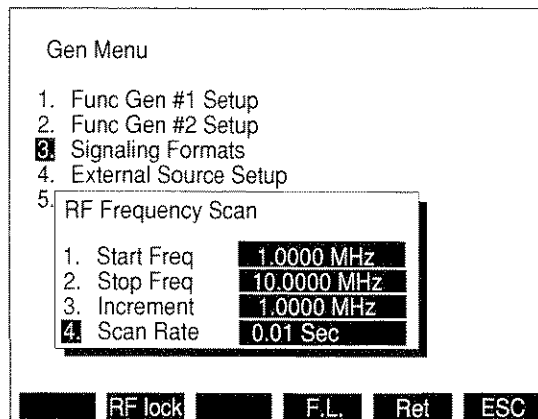 Gen Menu
1. Func Gen #1 Setup
2. Func Gen #2 Setup
3. Signaling Formats
4. External Source Setup
5.
RF Frequency Scan
1. Start Freq 1.0000 MHz
2. Stop Freq 10.0000 MHz
3. Increment 1.0000 MHz
4. Scan Rate 0.01 Sec
RF lock F.L. Ret ESC